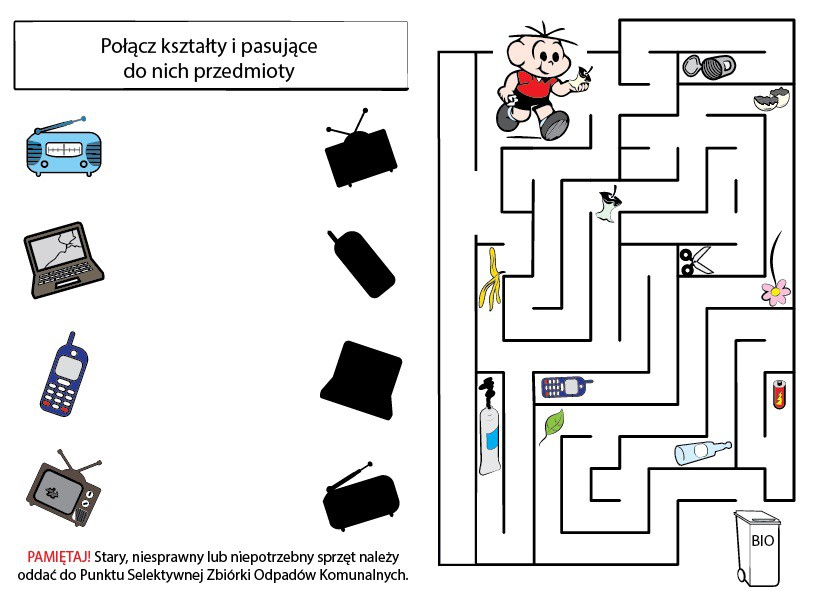 Połącz kształty i pasujące
do nich przedmioty
PAMIĘTAJ! Stary, niesprawny lub niepotrzebny sprzęt należy
oddać do Punktu Selektywnej Zbiórki Odpadów Komunalnych.
BIO